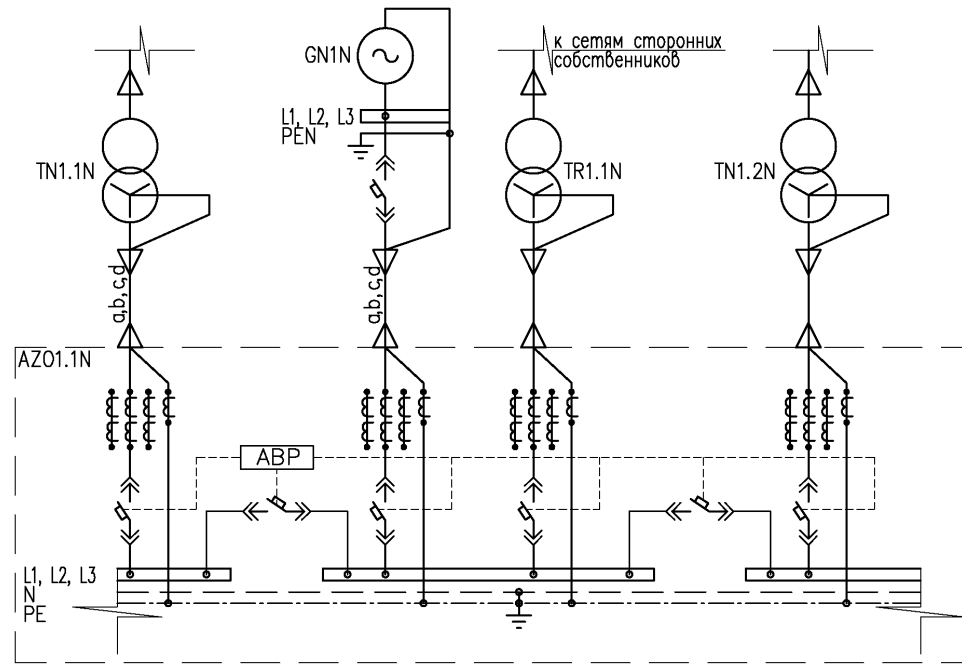 GN1N
к сетям сторонних
собственников
L1, L2, L3
PEN
TN1.1N
TR1.1N
TN1.2N
a,b,c,d
a,b,c,d
AZ01.1N
АВР
L1, L2, L3
N
PE